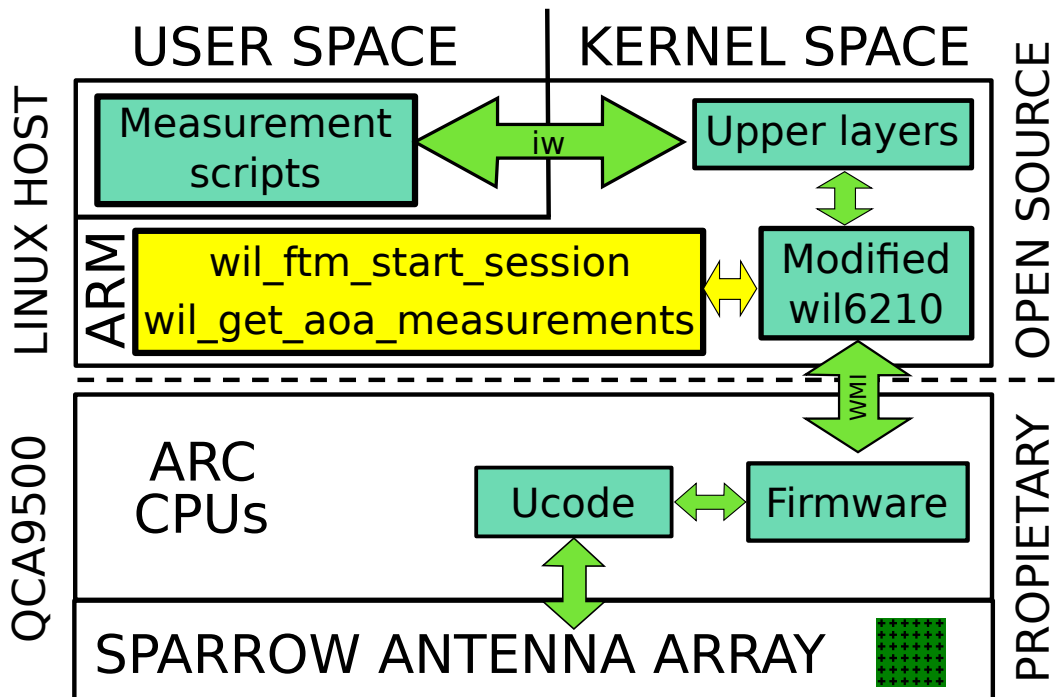 USER SPACE
KERNEL SPACE
LINUX HOST
OPEN SOURCE
Measurement
scripts
iw
Upper layers
ARM
wil_ftm_start_session
wil_get_aoa_measurements
Modified
wil6210
WMI
QCA9500
PROPIETARY
ARC
CPUs
Ucode
Firmware
SPARROW ANTENNA ARRAY